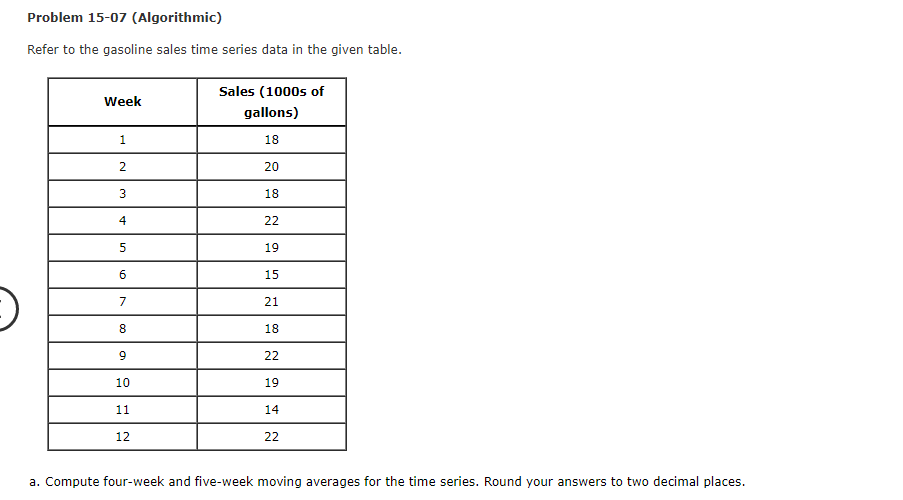 Problem 15-07 (Algorithmic)
Refer to the gasoline sales time series data in the given table.
Week Sales (1000s of
gallons)
1 18
2 20
3 18
4 22
5 19
6 15
7 21
8 18
9 22
10 19
11 14
12 22
a. Compute four-week and five-week moving averages for the time series. Round your answers to two decimal places.